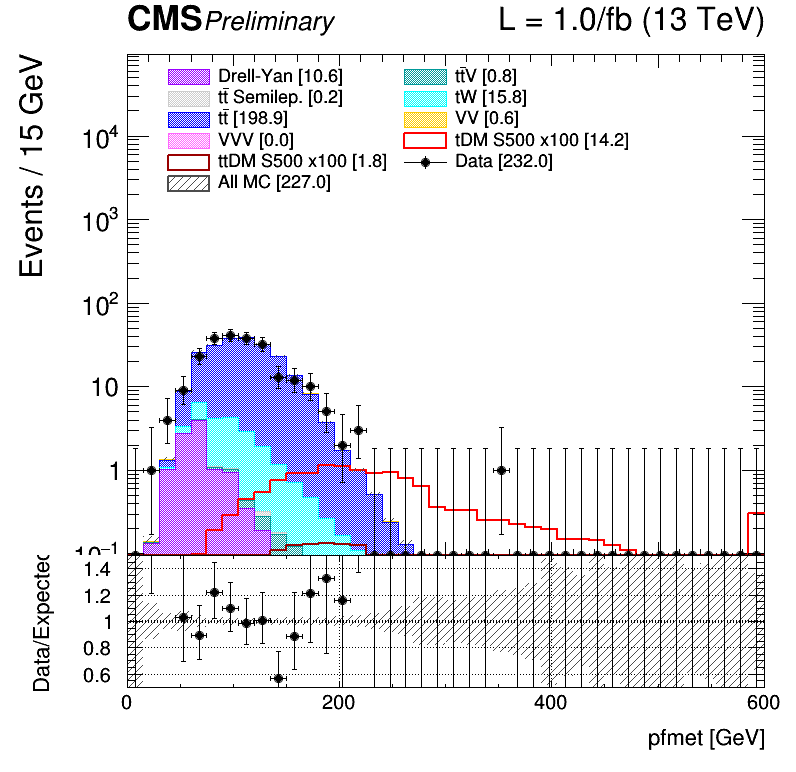 CMS Preliminary L = 1.0/fb (13 TeV)
Events / 15 GeV
Drell-Yan [10.6] tt̄V [0.8]
tt̄ Semilep. [0.2] tW [15.8]
tt̄ [198.9] VV [0.6]
VVV [0.0] tDM S500 x100 [14.2]
ttDM S500 x100 [1.8] Data [232.0]
All MC [227.0]
10⁴
10³
10²
10
1
10⁻¹
Data/Expected
1.4
1.2
1
0.8
0.6
0 200 400 600
pfmet [GeV]